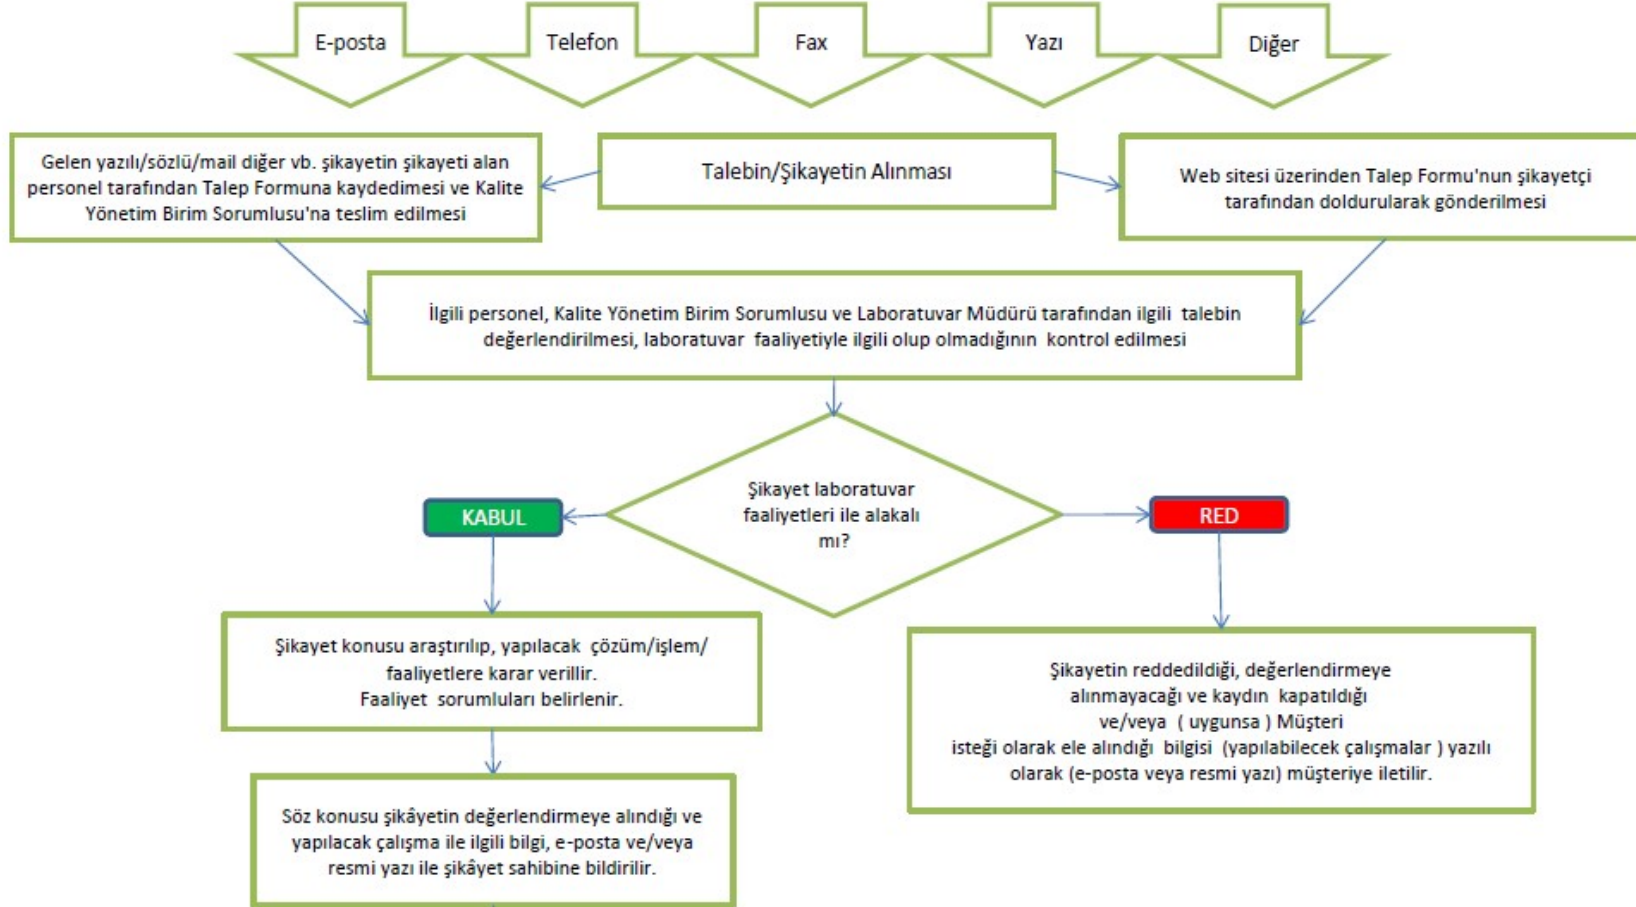 E-posta
Telefon
Fax
Yazı
Diğer
Gelen yazılı/sözlü/mail diğer vb. şikayetin şikayeti alan
personel tarafından Talep Formuna kaydedimesi ve Kalite
Yönetim Birim Sorumlusu'na teslim edilmesi
Talebin/Şikayetin Alınması
Web sitesi üzerinden Talep Formu'nun şikayetçi
tarafından doldurularak gönderilmesi
İlgili personel, Kalite Yönetim Birim Sorumlusu ve Laboratuvar Müdürü tarafından ilgili talebin
değerlendirilmesi, laboratuvar faaliyetiyle ilgili olup olmadığının kontrol edilmesi
Şikayet laboratuvar
faaliyetleri ile alakalı
mı?
KABUL
RED
Şikayet konusu araştırılıp, yapılacak çözüm/işlem/
faaliyetlere karar verillir.
Faaliyet sorumluları belirlenir.
Şikayetin reddedildiği, değerlendirmeye
alınmayacağı ve kaydın kapatıldığı
ve/veya ( uygunsa ) Müşteri
isteği olarak ele alındığı bilgisi (yapılabilecek çalışmalar ) yazılı
olarak (e-posta veya resmi yazı) müşteriye iletilir.
Söz konusu şikâyetin değerlendirmeye alındığı ve
yapılacak çalışma ile ilgili bilgi, e-posta ve/veya
resmi yazı ile şikâyet sahibine bildirilir.